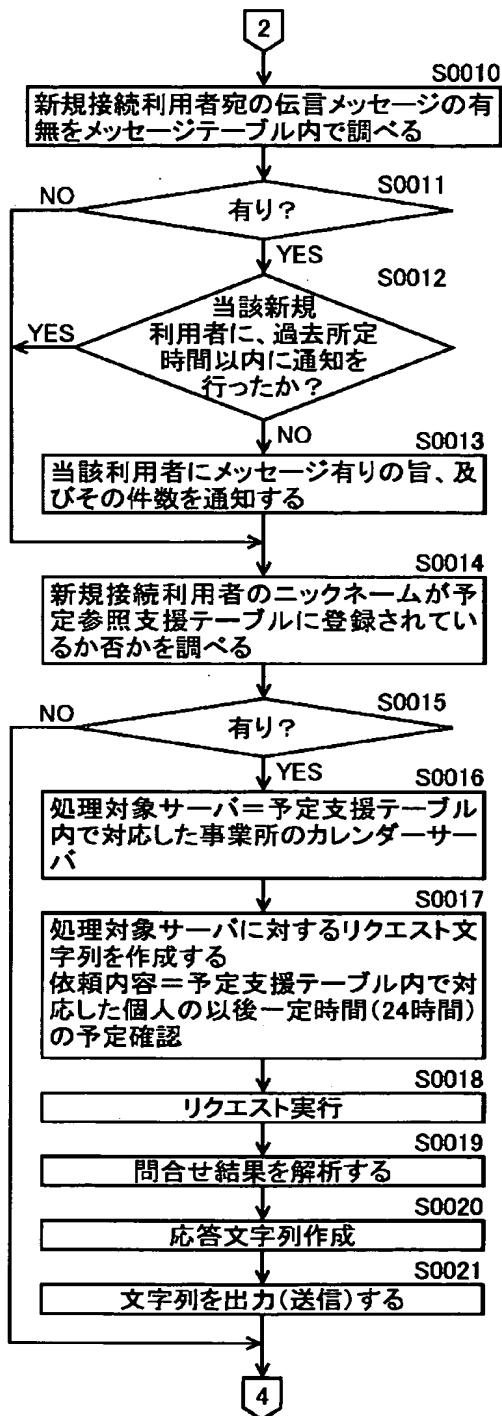 2
S0010
新規接続利用者宛の伝言メッセージの有
無をメッセージテーブル内で調べる
S0011
NO
有り?
YES
S0012
当該新規
利用者に、過去所定
時間以内に通知を
行ったか?
YES
NO
S0013
当該利用者にメッセージ有りの旨、及
びその件数を通知する
S0014
新規接続利用者のニックネームが予
定参照支援テーブルに登録されてい
るか否かを調べる
S0015
NO
有り?
YES
S0016
処理対象サーバ=予定支援テーブル
内で対応した事業所のカレンダーサー
バ
S0017
処理対象サーバに対するリクエスト文
字列を作成する
依頼内容=予定支援テーブル内で対
応した個人の以後一定時間(24時間)
の予定確認
S0018
リクエスト実行
S0019
問合せ結果を解析する
S0020
応答文字列作成
S0021
文字列を出力(送信)する
4